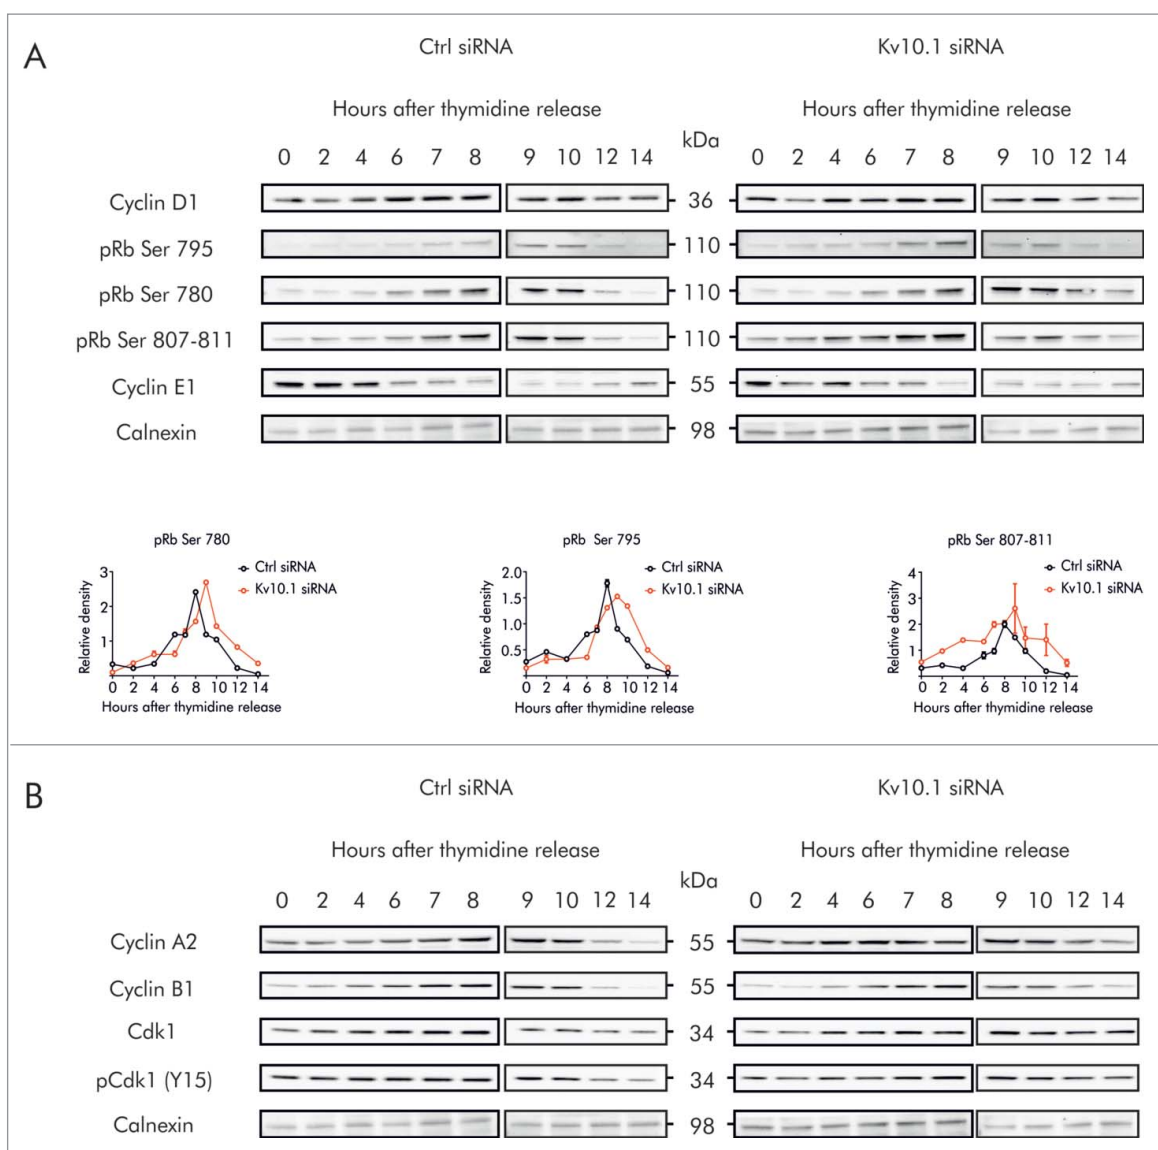 A
Ctrl siRNA
Kv10.1 siRNA
Hours after thymidine release
Hours after thymidine release
kDa
0 2 4 6 7 8 9 10 12 14
0 2 4 6 7 8 9 10 12 14
Cyclin D1
36
pRb Ser 795
110
pRb Ser 780
110
pRb Ser 807-811
110
Cyclin E1
55
Calnexin
98
pRb Ser 780
Ctrl siRNA
Kv10.1 siRNA
Relative density
3
2
1
0 2 4 6 8 10 12 14
Hours after thymidine release
pRb Ser 795
Ctrl siRNA
Kv10.1 siRNA
Relative density
2.0
1.5
1.0
0.5
0 2 4 6 8 10 12 14
Hours after thymidine release
pRb Ser 807-811
Ctrl siRNA
Kv10.1 siRNA
Relative density
4
3
2
1
0 2 4 6 8 10 12 14
Hours after thymidine release
B
Ctrl siRNA
Kv10.1 siRNA
Hours after thymidine release
Hours after thymidine release
kDa
0 2 4 6 7 8 9 10 12 14
0 2 4 6 7 8 9 10 12 14
Cyclin A2
55
Cyclin B1
55
Cdk1
34
pCdk1 (Y15)
34
Calnexin
98